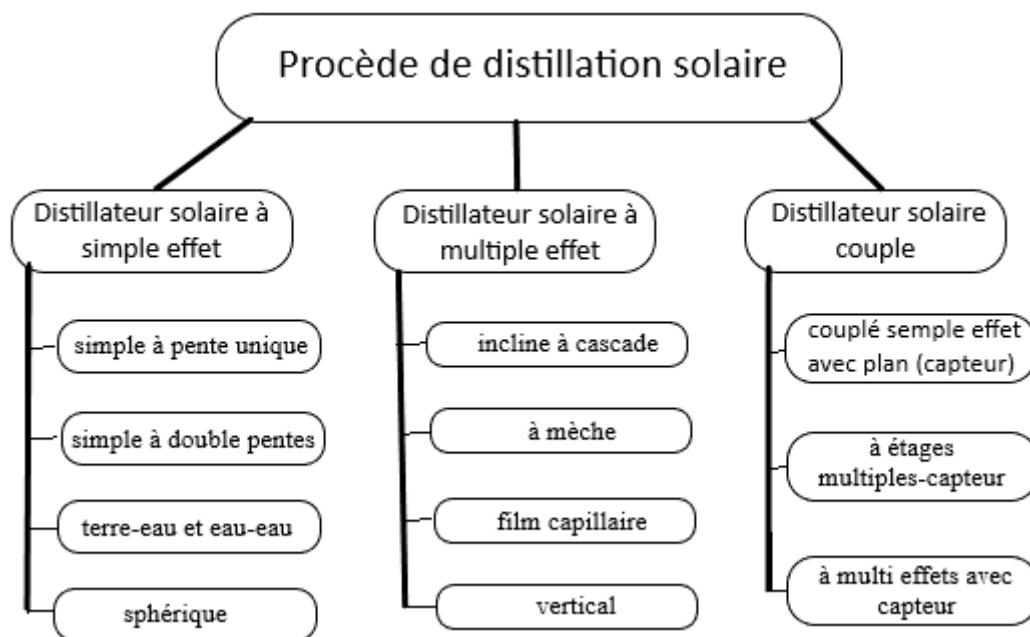 Procède de distillation solaire
Distillateur solaire à
simple effet
simple à pente unique
simple à double pentes
terre-eau et eau-eau
sphérique
Distillateur solaire à
multiple effet
incline à cascade
à mèche
film capillaire
vertical
Distillateur solaire
couple
couplé semple effet
avec plan (capteur)
à étages
multiples-capteur
à multi effets avec
capteur